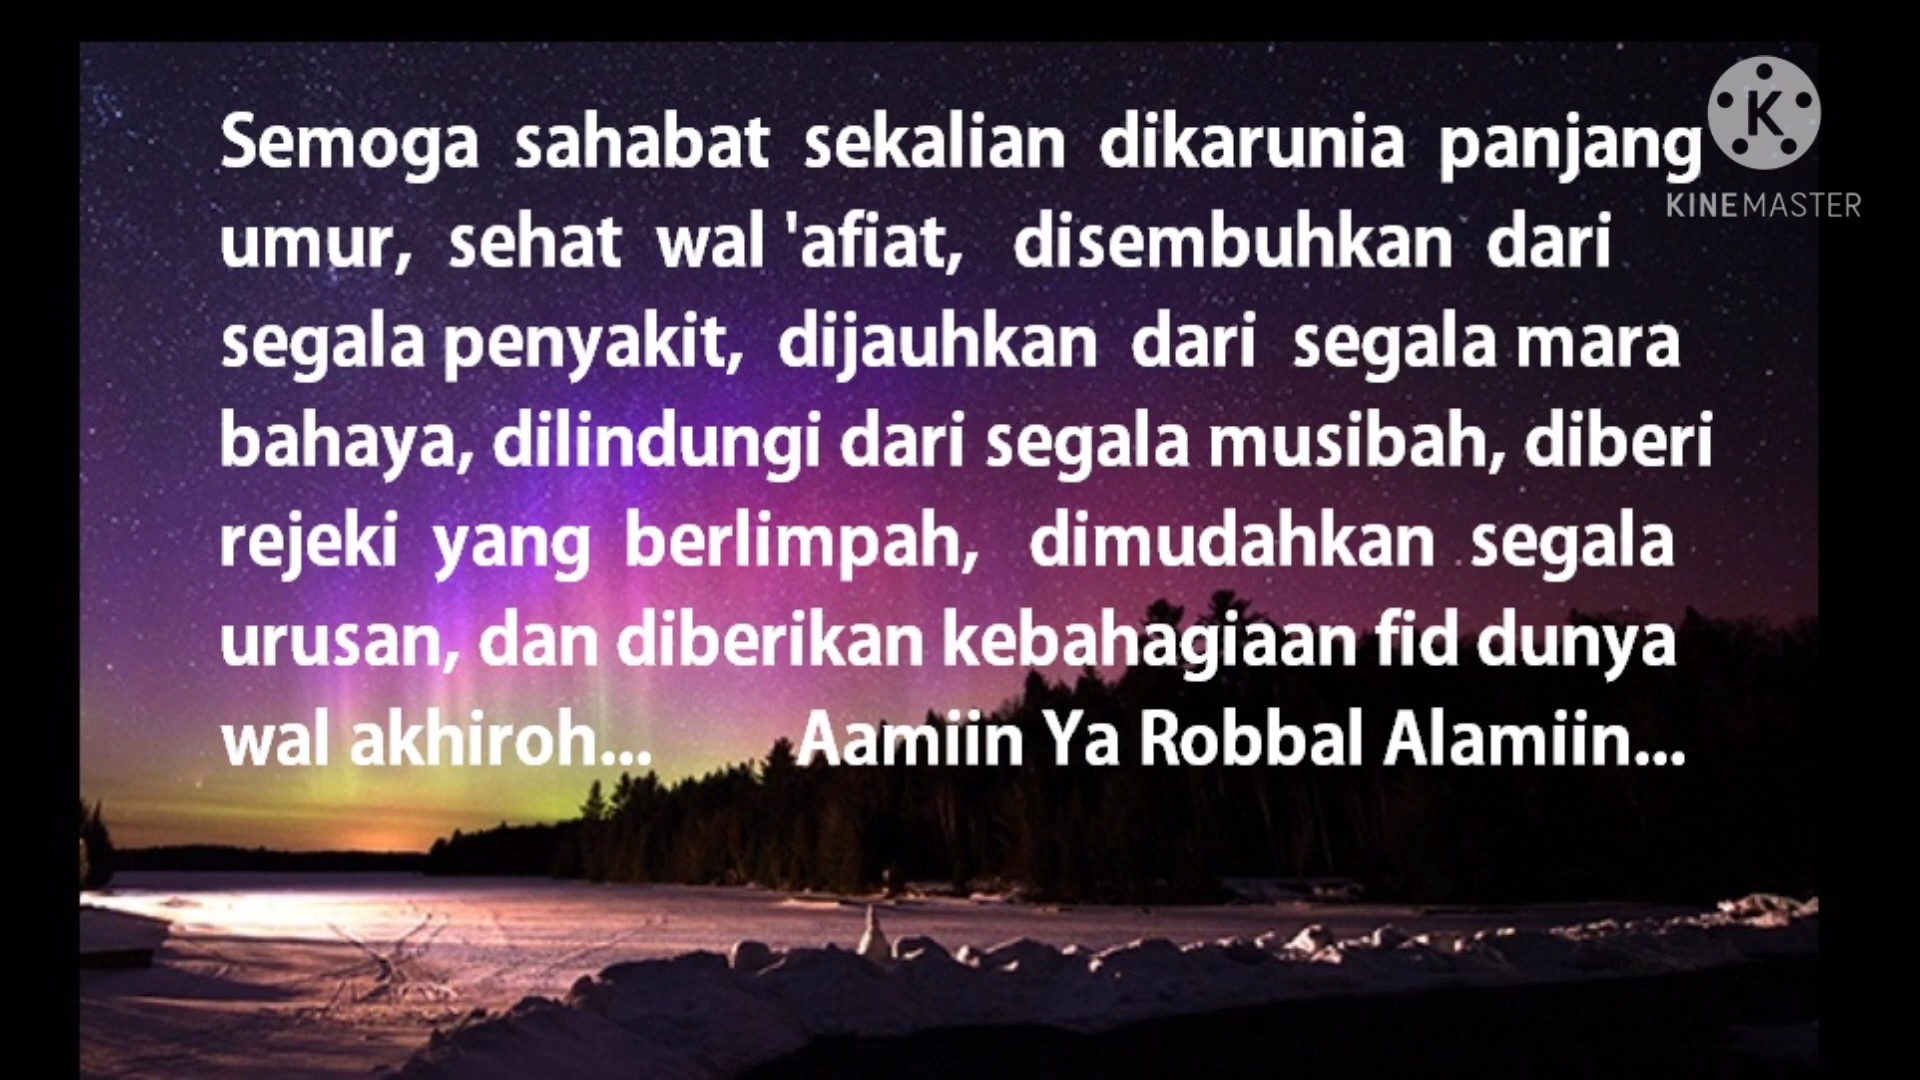 Semoga sahabat sekalian dikarunia panjang
umur, sehat wal 'afiat, disembuhkan dari
segala penyakit, dijauhkan dari segala mara
bahaya, dilindungi dari segala musibah, diberi
rejeki yang berlimpah, dimudahkan segala
urusan, dan diberikan kebahagiaan fid dunya
wal akhiroh... Aamiin Ya Robbal Alamiin...
K
KINEMASTER